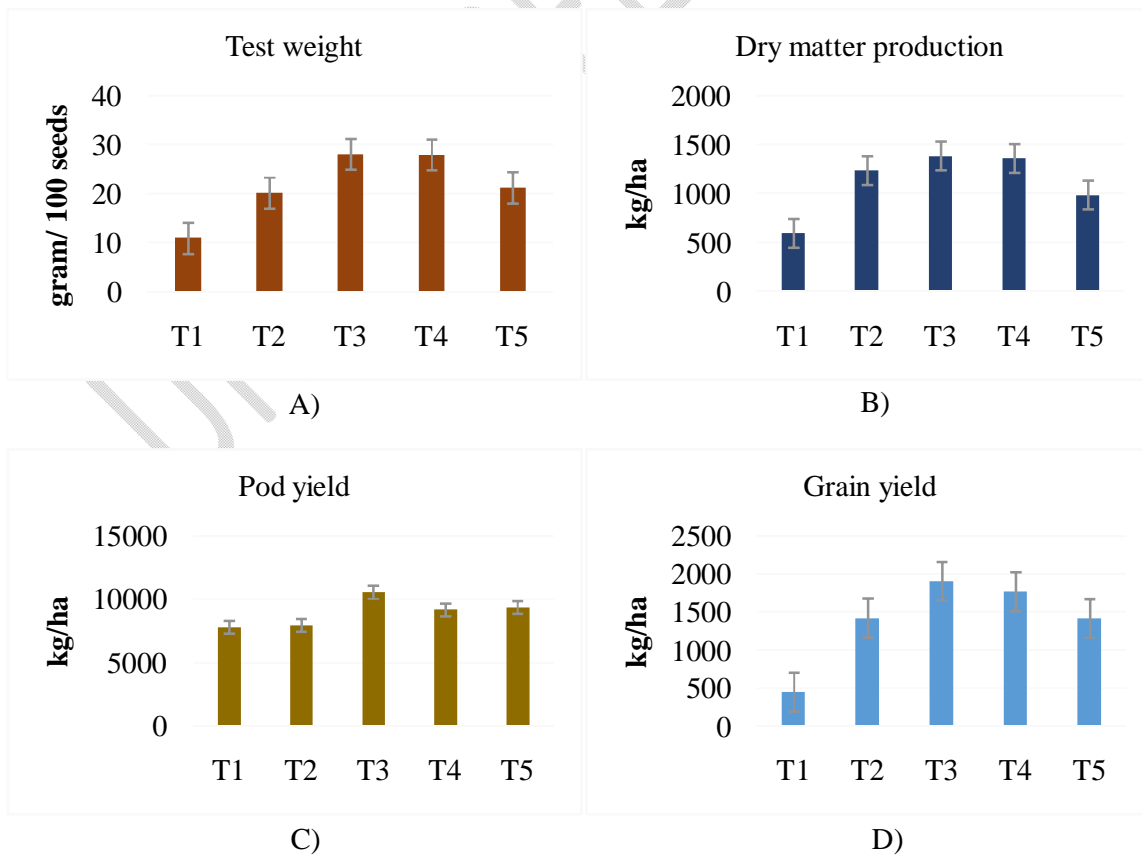 Test weight
gram/ 100 seeds
40
30
20
10
0
T1 T2 T3 T4 T5
A)
Dry matter production
kg/ha
2000
1500
1000
500
0
T1 T2 T3 T4 T5
B)
Pod yield
kg/ha
15000
10000
5000
0
T1 T2 T3 T4 T5
C)
Grain yield
kg/ha
2500
2000
1500
1000
500
0
T1 T2 T3 T4 T5
D)